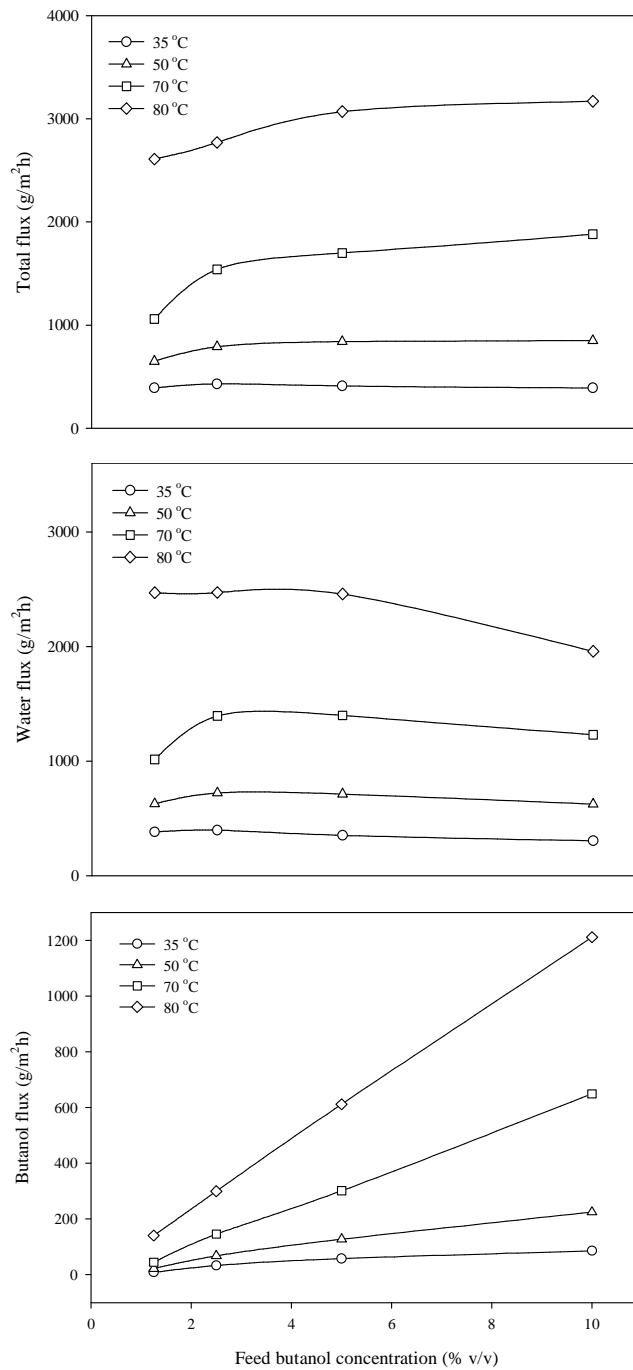 4000
3000
2000
1000
0
Total flux (g/m²h)
35 °C
50 °C
70 °C
80 °C
3000
2000
1000
0
Water flux (g/m²h)
35 °C
50 °C
70 °C
80 °C
1200
1000
800
600
400
200
0
Butanol flux (g/m²h)
35 °C
50 °C
70 °C
80 °C
0 2 4 6 8 10
Feed butanol concentration (% v/v)